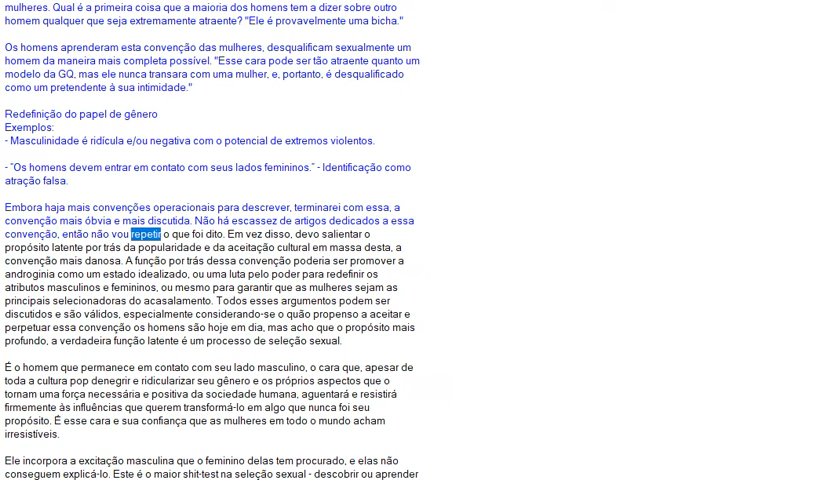 mulheres. Qual é a primeira coisa que a maioria dos homens tem a dizer sobre outro
homem qualquer que seja extremamente atraente? "Ele é provavelmente uma bicha."
Os homens aprenderam esta convenção das mulheres, desqualificam sexualmente um
homem da maneira mais completa possível. "Esse cara pode ser tão atraente quanto um
modelo da GQ, mas ele nunca transara com uma mulher, e, portanto, é desqualificado
como um pretendente à sua intimidade."
Redefinição do papel de gênero
Exemplos:
- Masculinidade é ridícula e/ou negativa com o potencial de extremos violentos.
- "Os homens devem entrar em contato com seus lados femininos." - Identificação como
atração falsa.
Embora haja mais convenções operacionais para descrever, terminarei com essa, a
convenção mais óbvia e mais discutida. Não há escassez de artigos dedicados a essa
convenção, então não vou repetir o que foi dito. Em vez disso, devo salientar o
propósito latente por trás da popularidade e da aceitação cultural em massa desta, a
convenção mais danosa. A função por trás dessa convenção poderia ser promover a
androginia como um estado idealizado, ou uma luta pelo poder para redefinir os
atributos masculinos e femininos, ou mesmo para garantir que as mulheres sejam as
principais selecionadoras do acasalamento. Todos esses argumentos podem ser
discutidos e são válidos, especialmente considerando-se o quão propenso a aceitar e
perpetuar essa convenção os homens são hoje em dia, mas acho que o propósito mais
profundo, a verdadeira função latente é um processo de seleção sexual.
É o homem que permanece em contato com seu lado masculino, o cara que, apesar de
toda a cultura pop denegrir e ridicularizar seu gênero e os próprios aspectos que o
tornam uma força necessária e positiva da sociedade humana, aguentará e resistirá
firmemente às influências que querem transformá-lo em algo que nunca foi seu
propósito. É esse cara e sua confiança que as mulheres em todo o mundo acham
irresistíveis.
Ele incorpora a excitação masculina que o feminino delas tem procurado, e elas não
conseguem explicá-lo. Este é o maior shit-test na seleção sexual - descobrir ou aprender